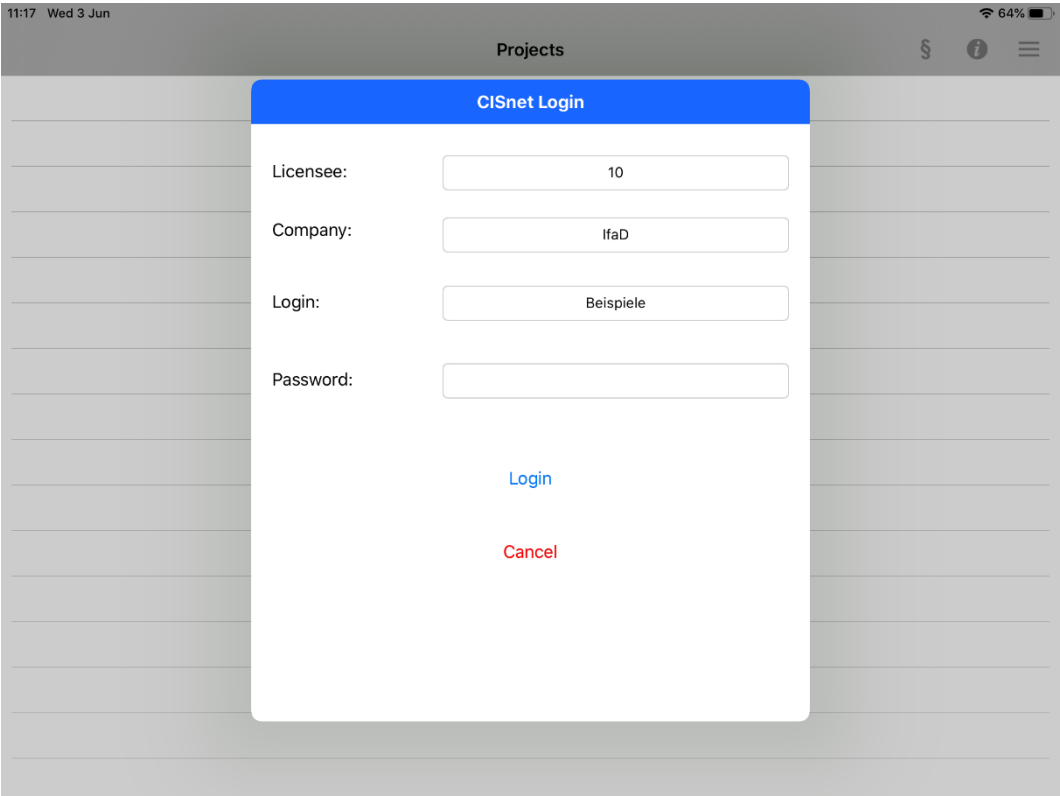 11:17 Wed 3 Jun 64%
Projects §
CISnet Login
Licensee: 10
Company: IfaD
Login: Beispiele
Password:
Login
Cancel